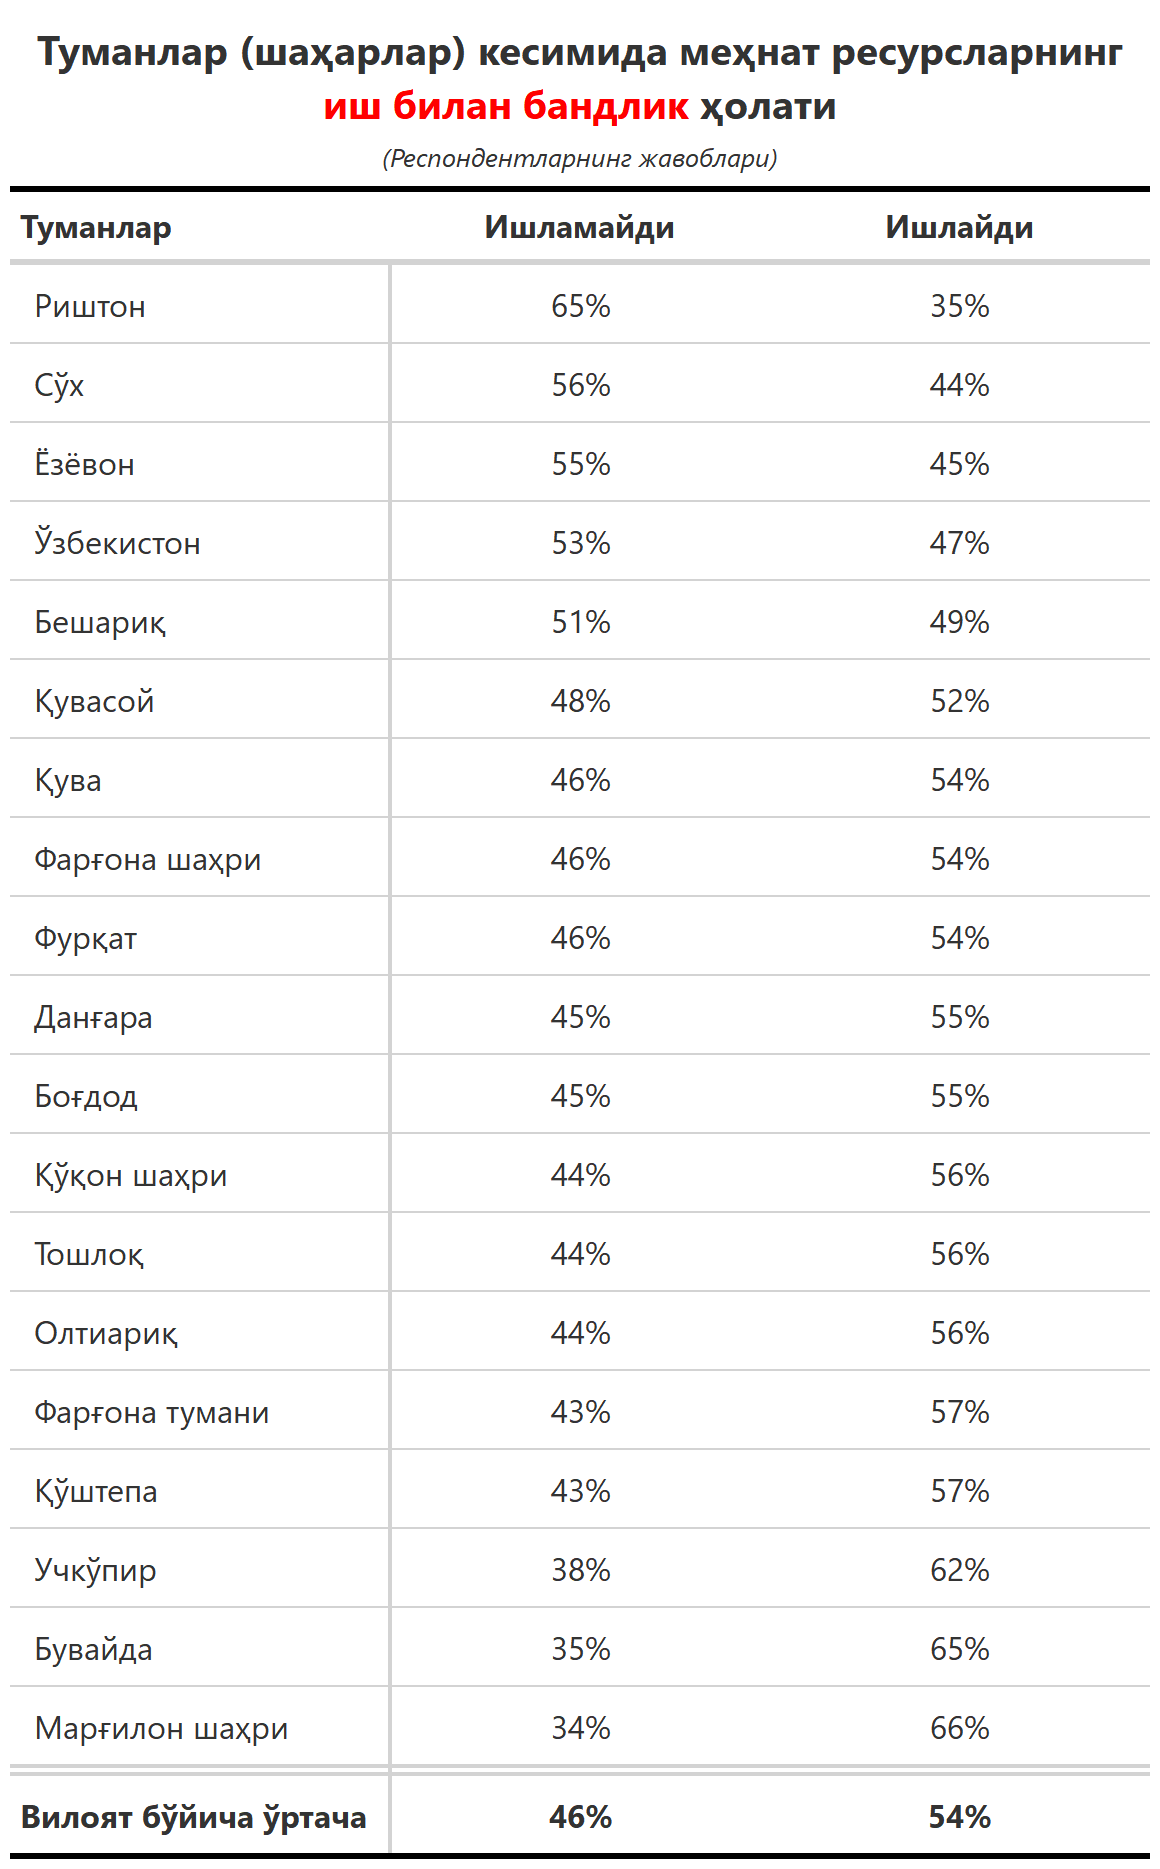 Туманлар (шаҳарлар) кесимида меҳнат ресурсларнинг
иш билан бандлик ҳолати
(Респондентларнинг жавоблари)
Туманлар Ишламайди Ишлайди
Риштон 65% 35%
Сўх 56% 44%
Ёзёвон 55% 45%
Ўзбекистон 53% 47%
Бешариқ 51% 49%
Қувасой 48% 52%
Қува 46% 54%
Фарғона шаҳри 46% 54%
Фурқат 46% 54%
Данғара 45% 55%
Боғдод 45% 55%
Қўқон шаҳри 44% 56%
Тошлоқ 44% 56%
Олтиариқ 44% 56%
Фарғона тумани 43% 57%
Қўштепа 43% 57%
Учкўпир 38% 62%
Бувайда 35% 65%
Марғилон шаҳри 34% 66%
Вилоят бўйича ўртача 46% 54%